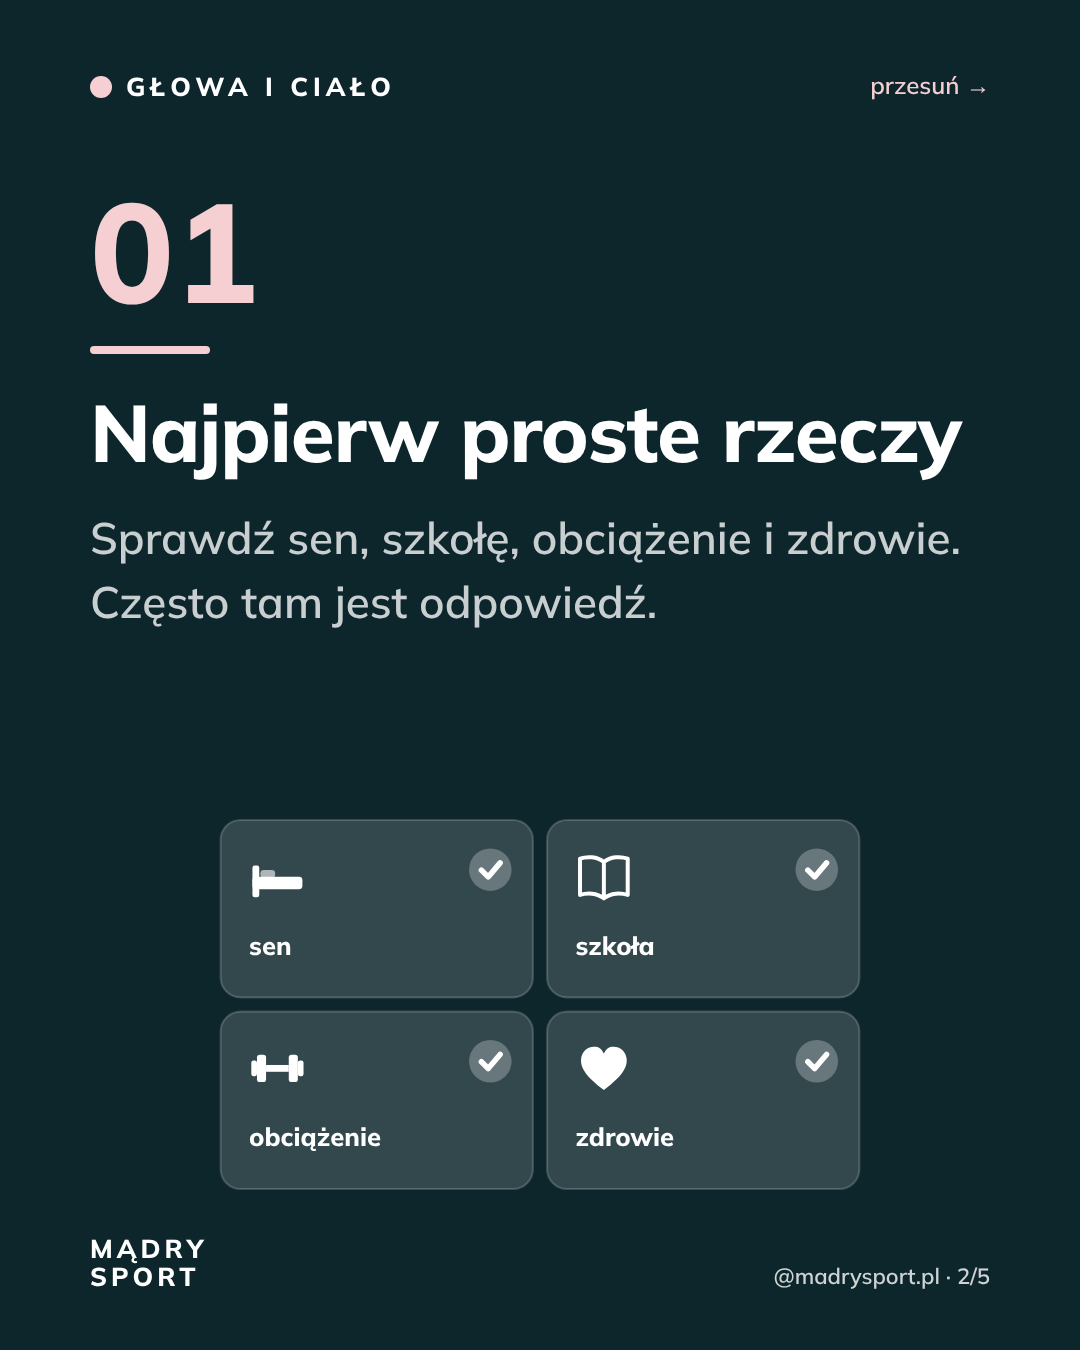 GŁOWA I CIAŁO
przesuń →
01
Najpierw proste rzeczy
Sprawdź sen, szkołę, obciążenie i zdrowie.
Często tam jest odpowiedź.
sen
szkoła
obciążenie
zdrowie
MĄDRY
SPORT
@madrysport.pl · 2/5